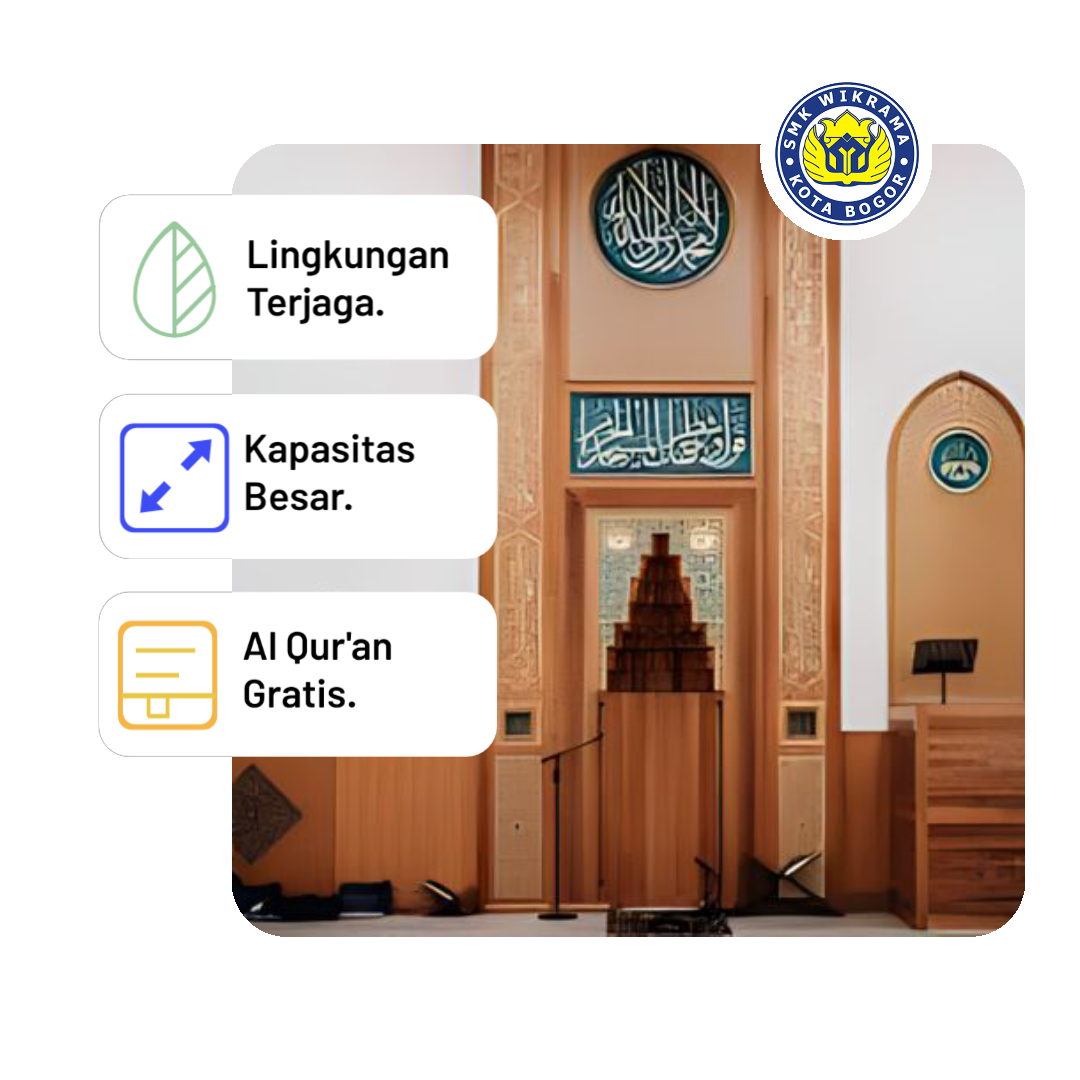 SMK WIKRAMA
KOTA BOGOR
Lingkungan
Terjaga.
Kapasitas
Besar.
Al Qur'an
Gratis.